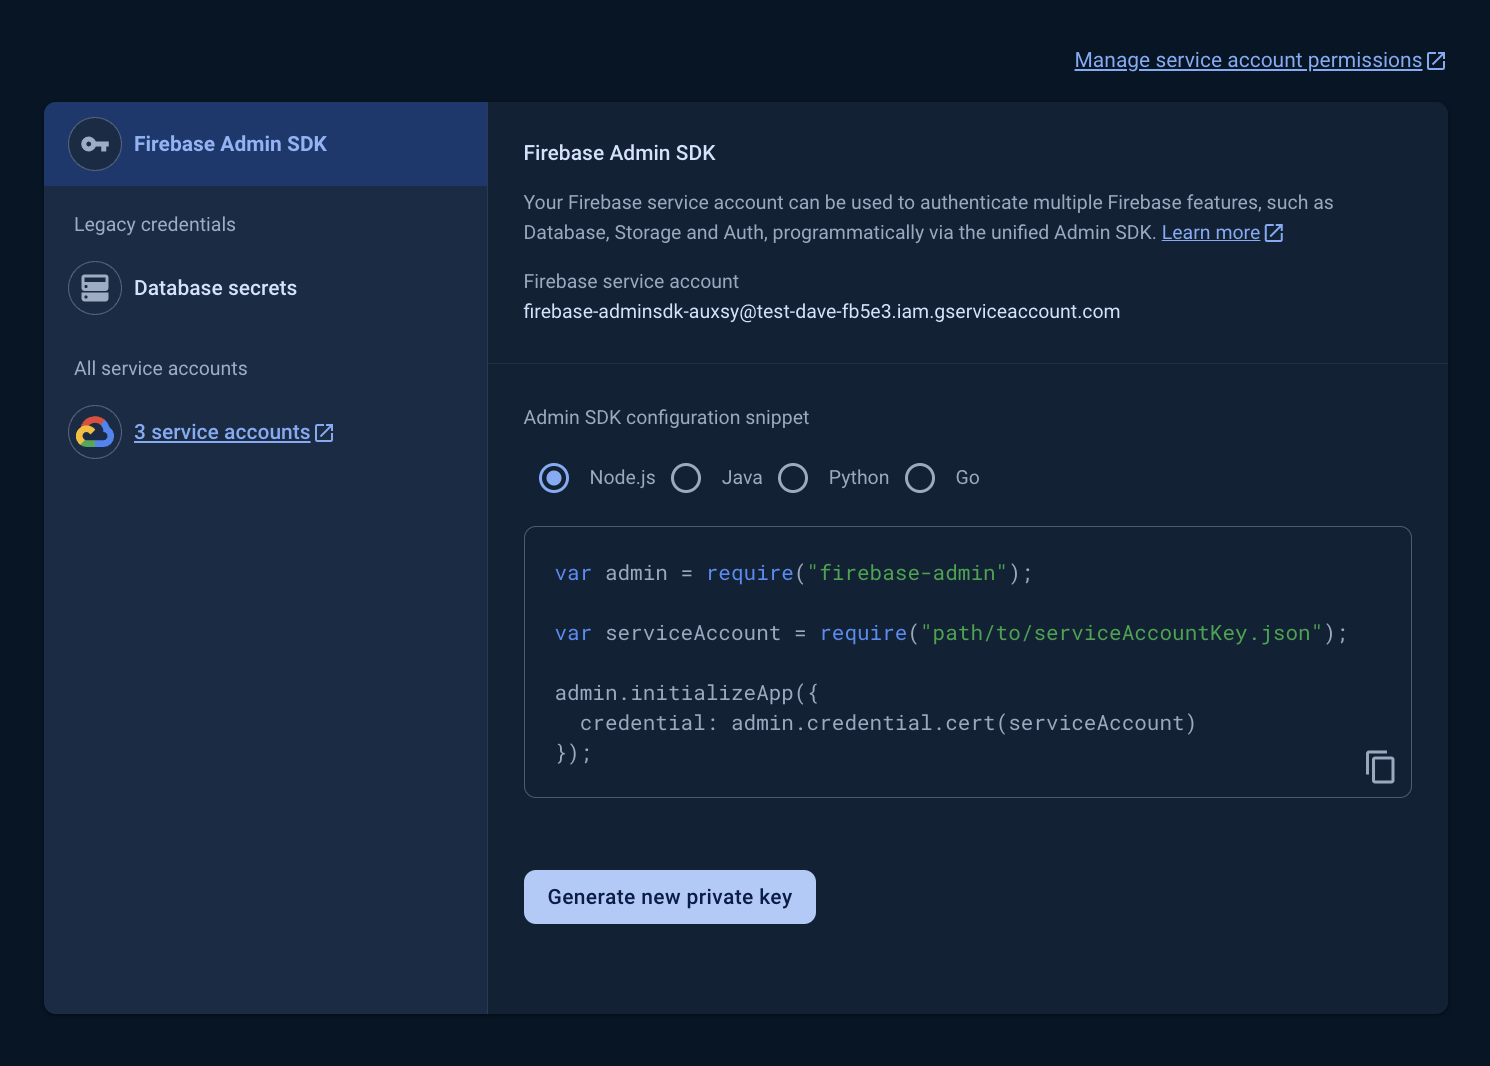 Manage service account permissions
Firebase Admin SDK
Legacy credentials
Database secrets
All service accounts
3 service accounts
Firebase Admin SDK
Your Firebase service account can be used to authenticate multiple Firebase features, such as
Database, Storage and Auth, programmatically via the unified Admin SDK. Learn more
Firebase service account
firebase-adminsdk-auxsy@test-dave-fb5e3.iam.gserviceaccount.com
Admin SDK configuration snippet
Node.js Java Python Go
var admin = require("firebase-admin");
var serviceAccount = require("path/to/serviceAccountKey.json");
admin.initializeApp({
  credential: admin.credential.cert(serviceAccount)
});
Generate new private key